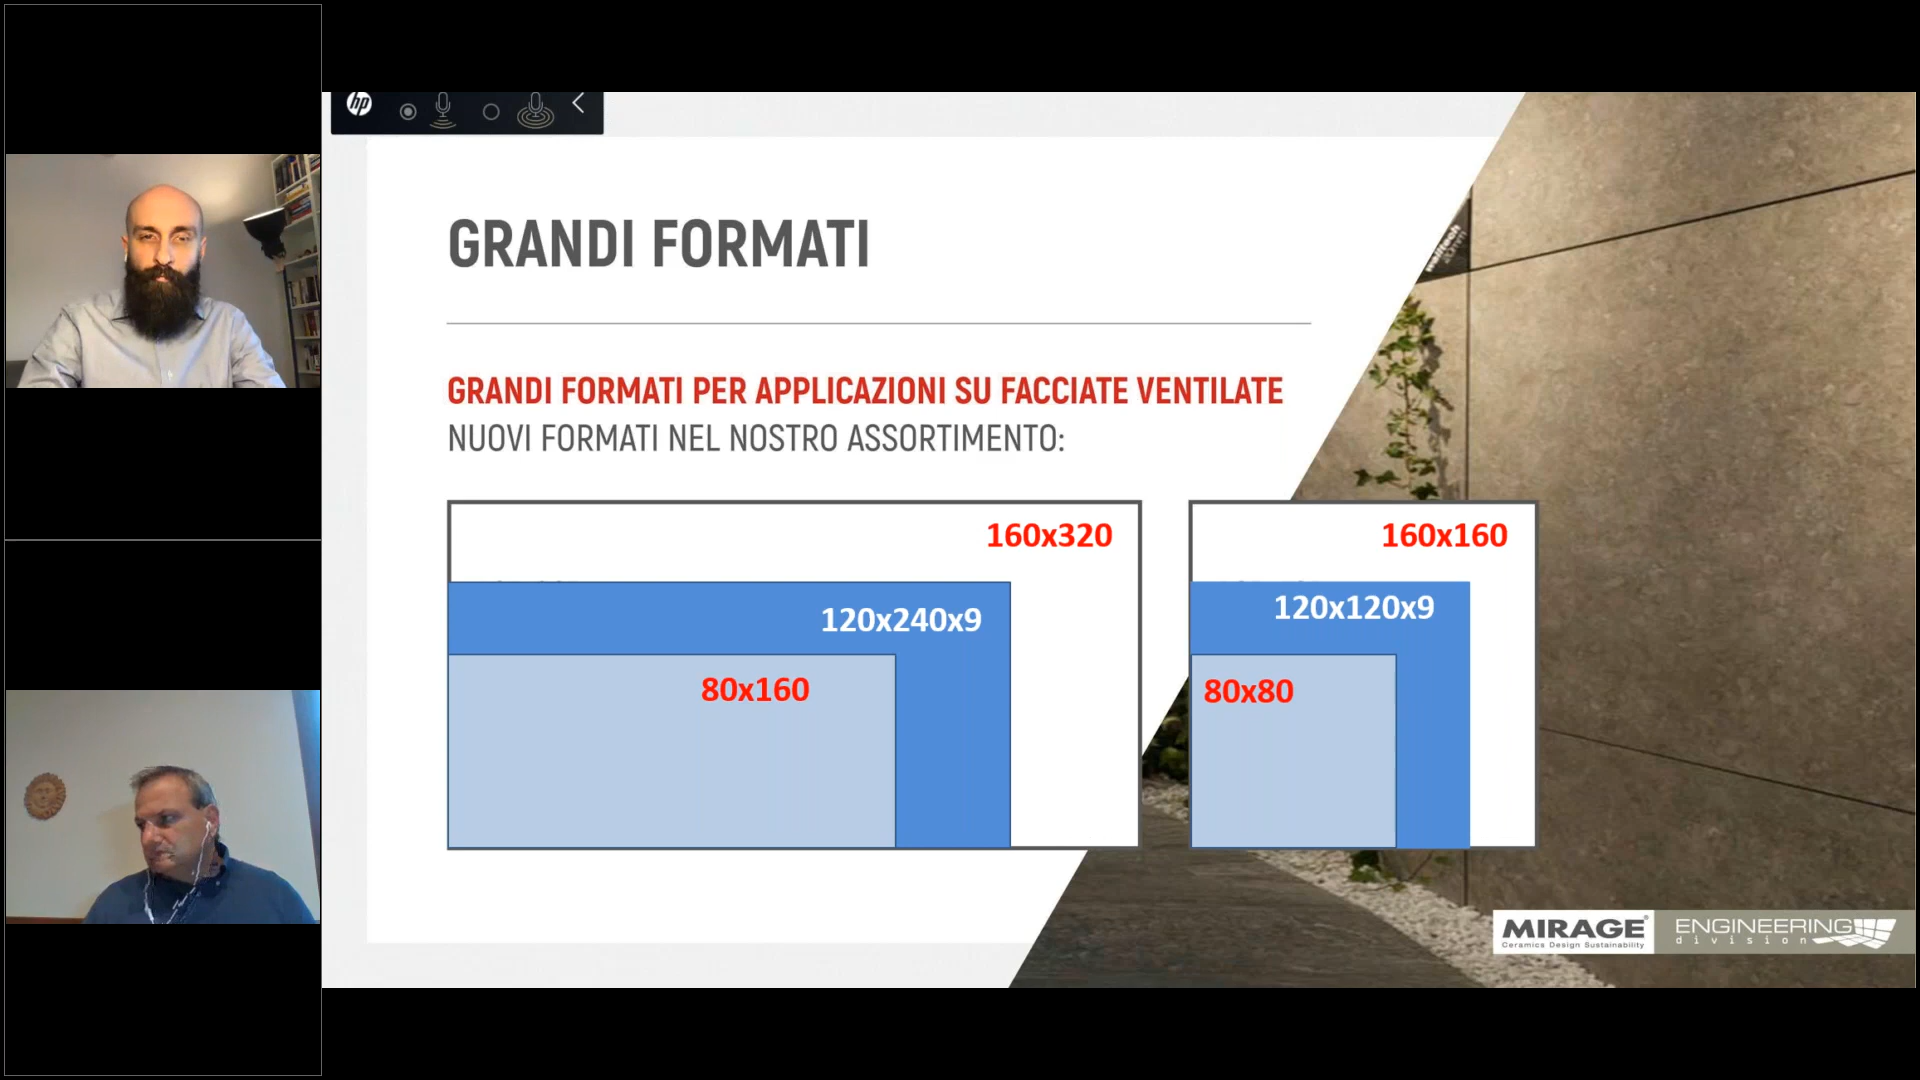 hp
GRANDI FORMATI
GRANDI FORMATI PER APPLICAZIONI SU FACCIATE VENTILATE
NUOVI FORMATI NEL NOSTRO ASSORTIMENTO:
160x320
120x240x9
80x160
160x160
120x120x9
80x80
MIRAGE®
Ceramics Design Sustainability
ENGINEERING
division